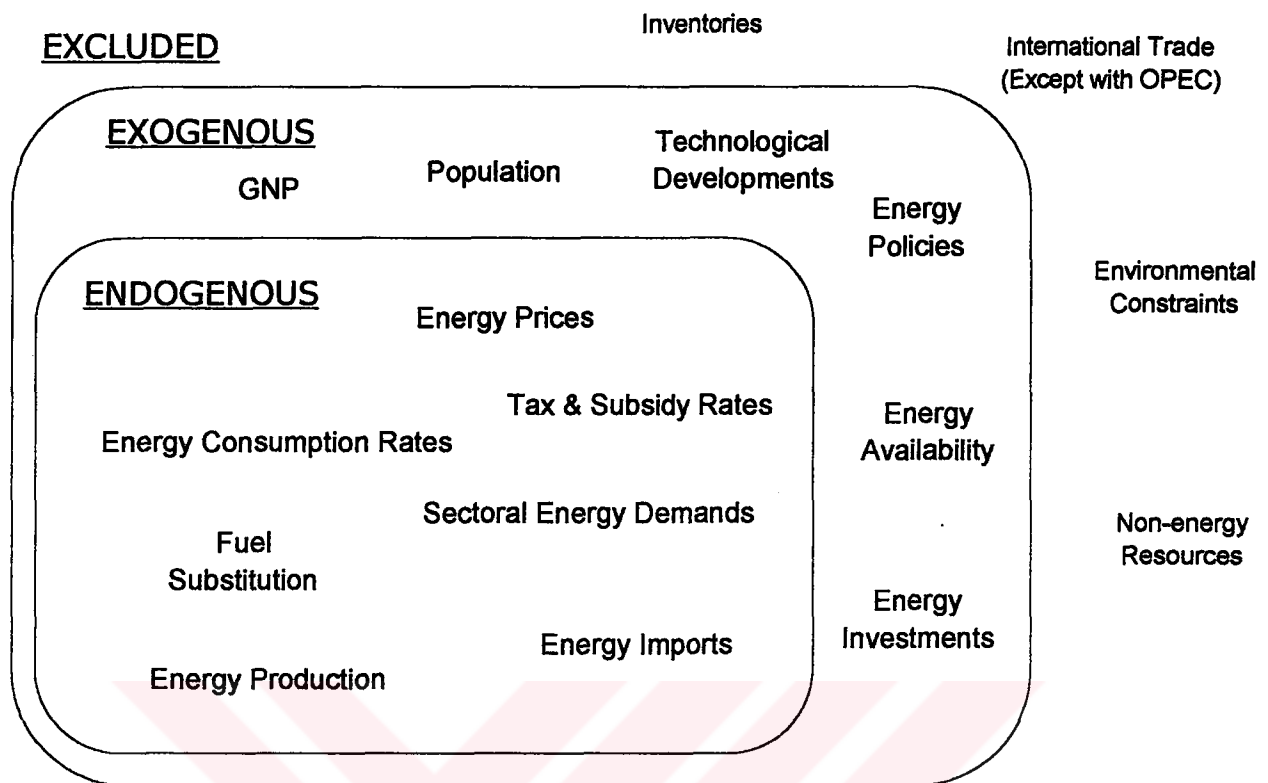 Inventories
EXCLUDED
International Trade
(Except with OPEC)
EXOGENOUS
GNP
Population
Technological
Developments
Energy
Policies
Environmental
Constraints
ENDOGENOUS
Energy Prices
Tax & Subsidy Rates
Energy Consumption Rates
Energy
Availability
Sectoral Energy Demands
Fuel
Substitution
Non-energy
Resources
Energy
Investments
Energy Imports
Energy Production